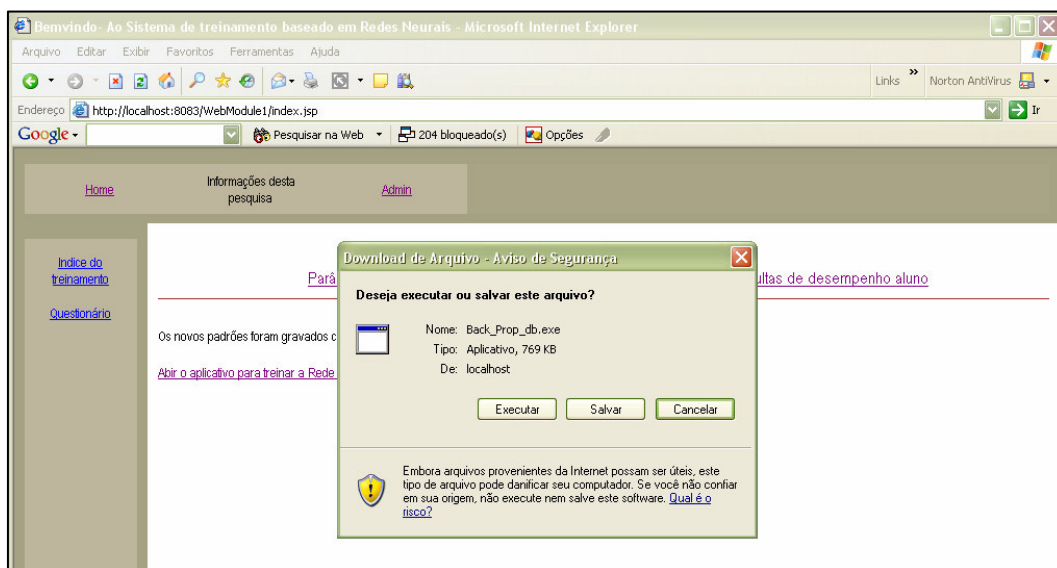 Bemvindo- Ao Sistema de treinamento baseado em Redes Neurais - Microsoft Internet Explorer
Arquivo Editar Exibir Favoritos Ferramentas Ajuda
Links » Norton AntiVirus
Endereço http://localhost:8083/WebModule1/index.jsp Ir
Google Pesquisar na Web 204 bloqueado(s) Opções
Home
Informações desta
pesquisa
Admin
Indice do
treinamento
Questionário
Parâ
ultas de desempenho aluno
Os novos padrões foram gravados c
Abir o aplicativo para treinar a Rede
Download de Arquivo - Aviso de Segurança
Deseja executar ou salvar este arquivo?
Nome: Back_Prop_db.exe
Tipo: Aplicativo, 769 KB
De: localhost
Executar Salvar Cancelar
Embora arquivos provenientes da Internet possam ser úteis, este
tipo de arquivo pode danificar seu computador. Se você não confiar
em sua origem, não execute nem salve este software. Qual é o
risco?